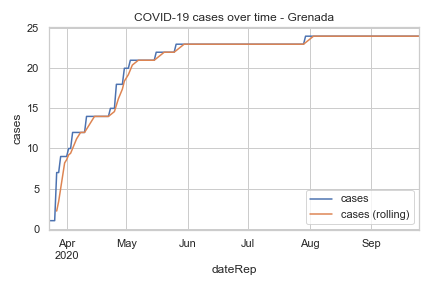 COVID-19 cases over time - Grenada
25
20
15
10
5
0
cases
Apr
2020
May
Jun
Jul
Aug
Sep
dateRep
cases
cases (rolling)